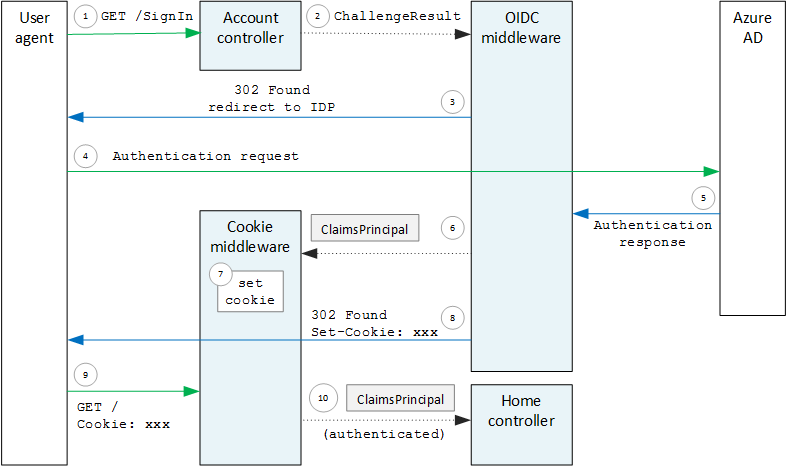 User
agent
1
GET /SignIn
Account
controller
2
ChallengeResult
OIDC
middleware
Azure
AD
302 Found
redirect to IDP
3
4
Authentication request
5
Authentication
response
Cookie
middleware
ClaimsPrincipal
6
7
set
cookie
302 Found
Set-Cookie: xxx
8
9
GET /
Cookie: xxx
10
ClaimsPrincipal
(authenticated)
Home
controller